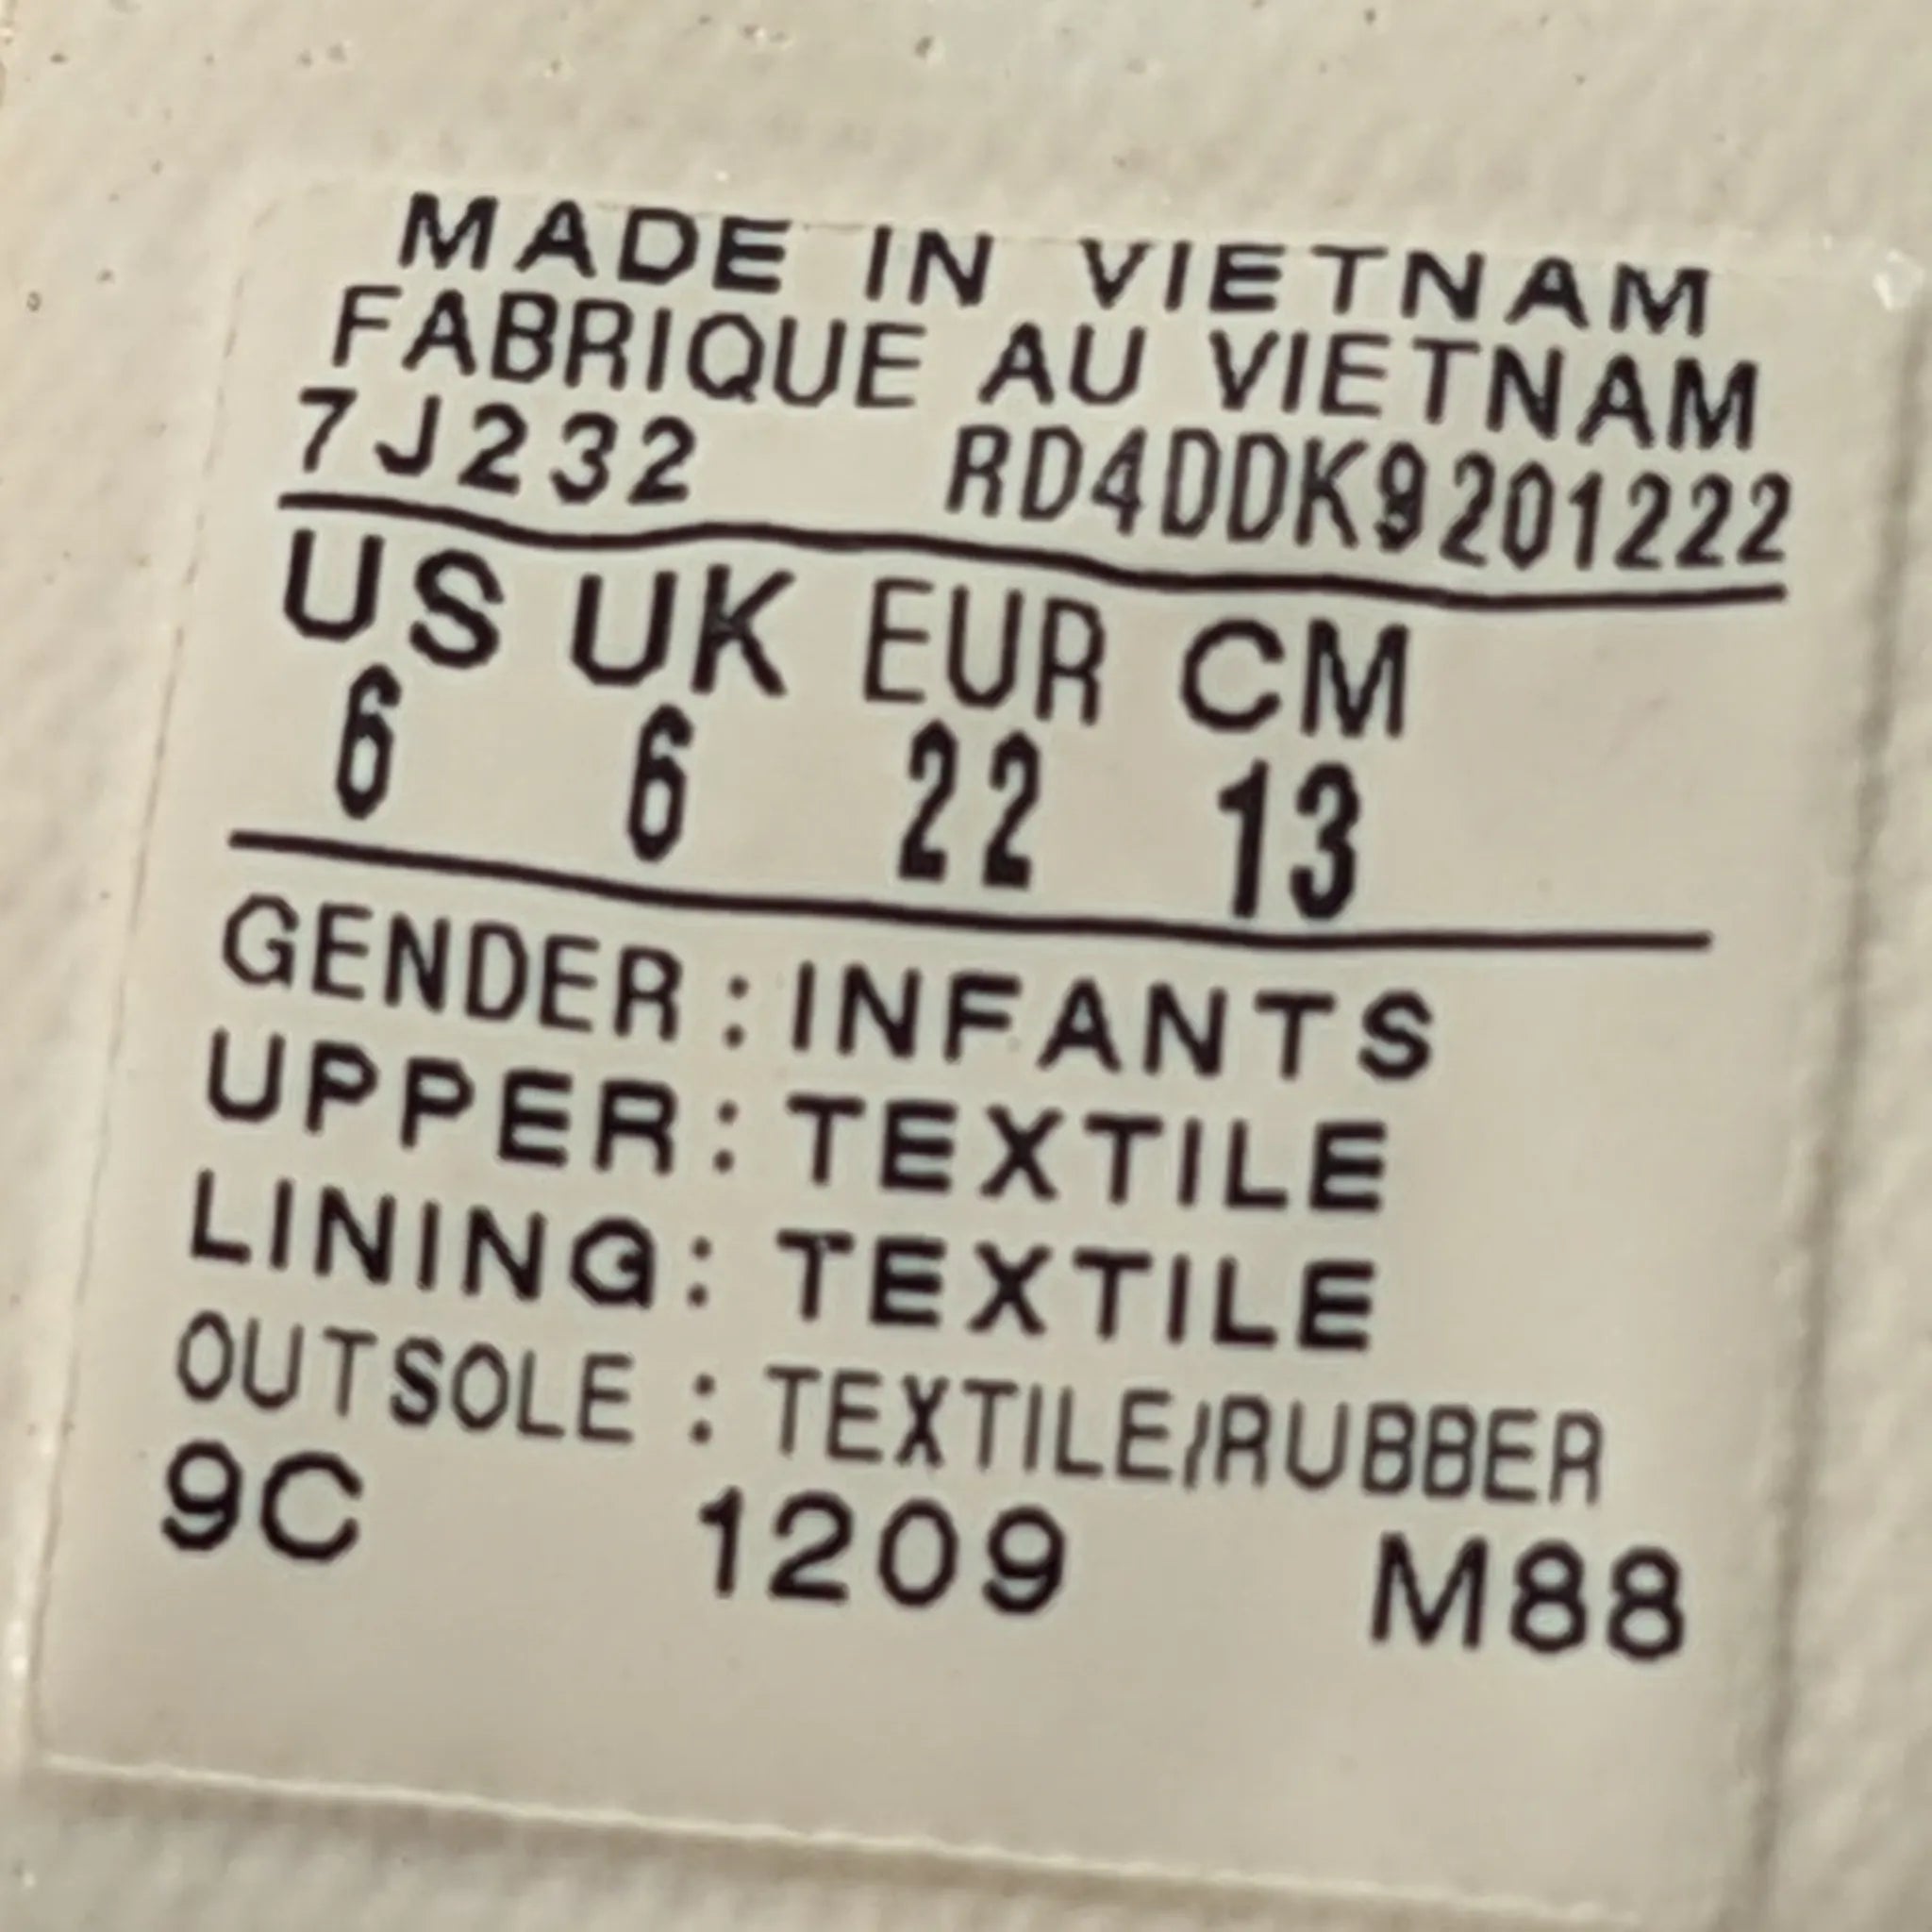 MADE IN VIETNAM
FABRIQUE AU VIETNAM
7J232 RD4DDK9201222
US UK EUR CM
6 6 22 13
GENDER : INFANTS
UPPER : TEXTILE
LINING : TEXTILE
OUTSOLE : TEXTILE/RUBBER
9C 1209 M88